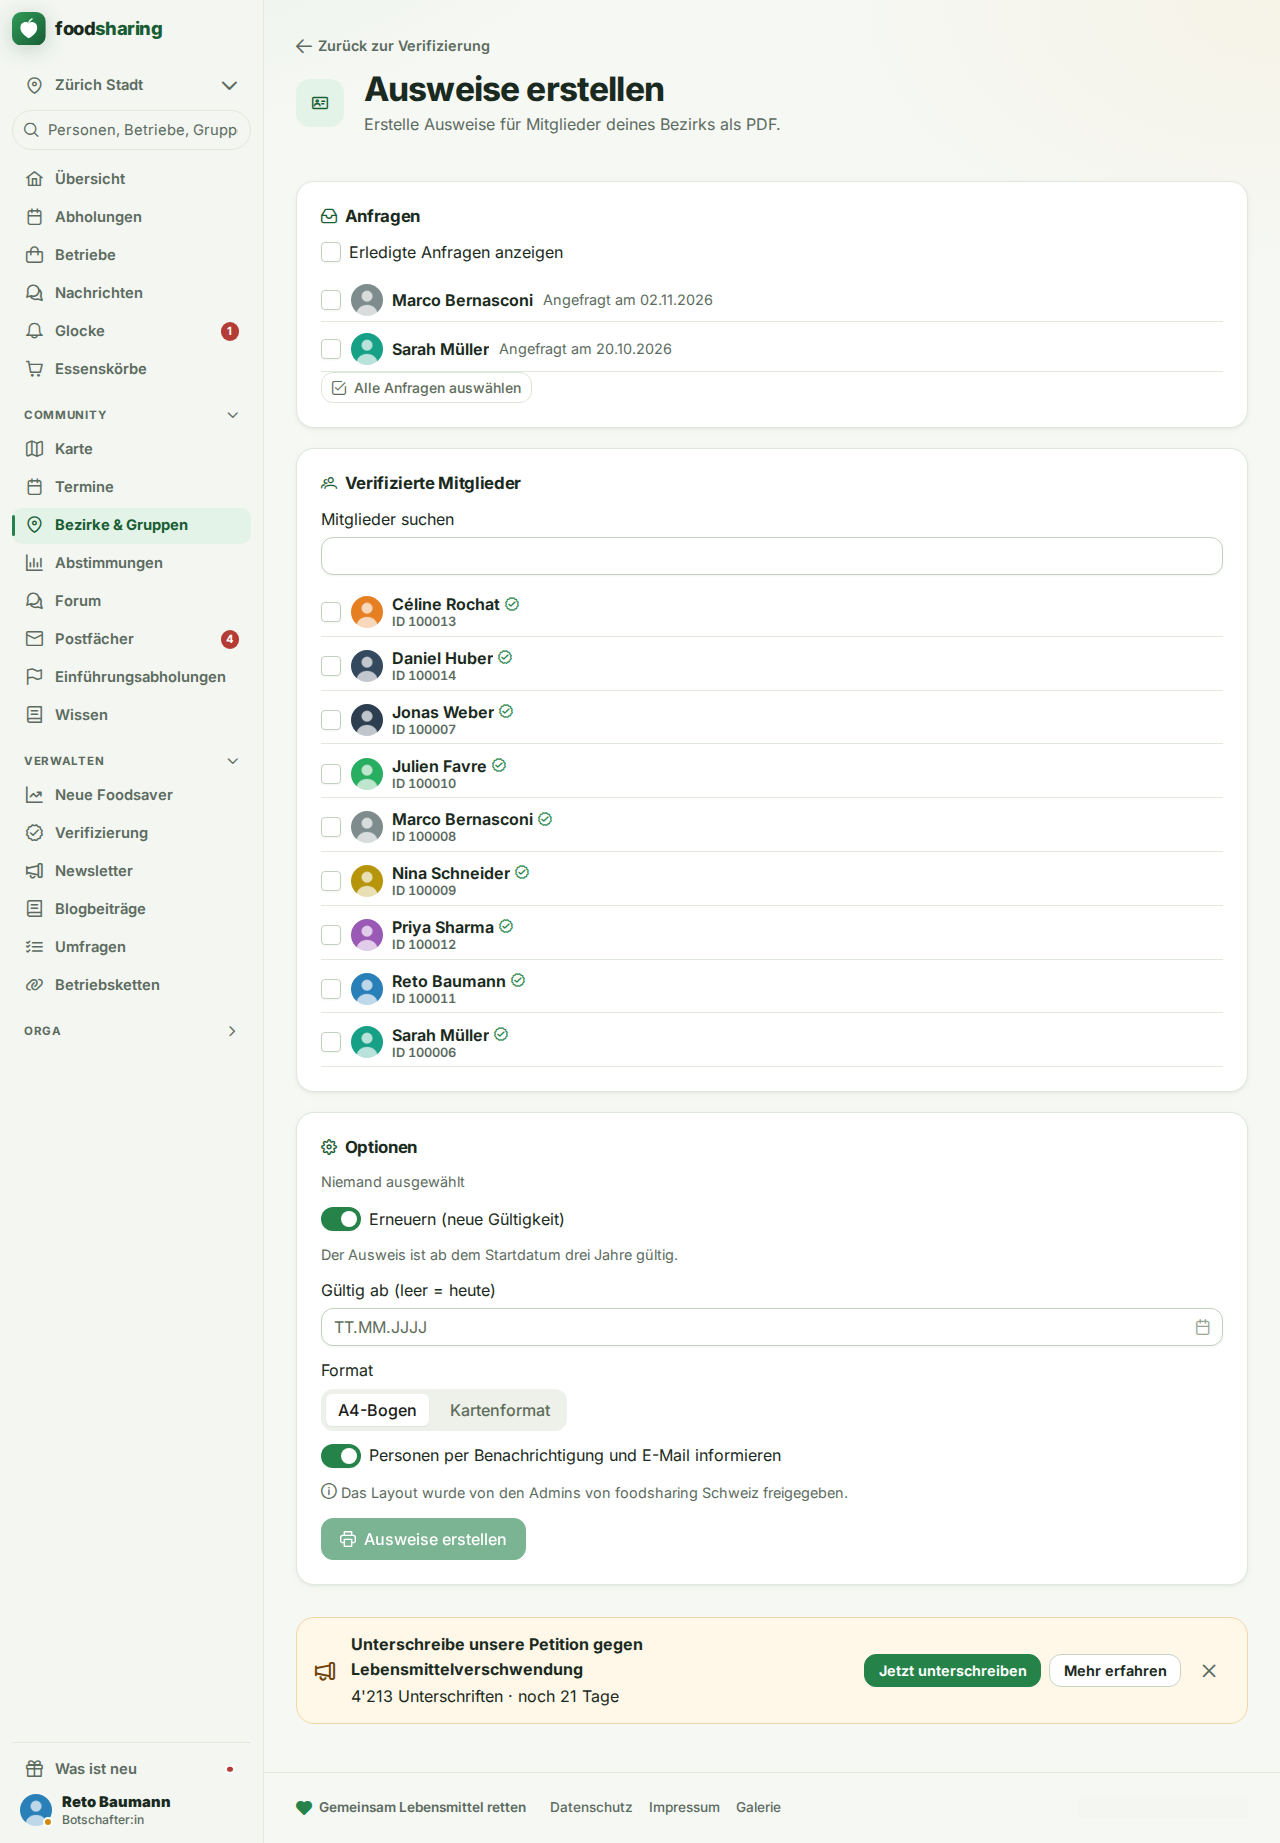 foodsharing
Zürich Stadt
Personen, Betriebe, Grupp
Übersicht
Abholungen
Betriebe
Nachrichten
Glocke 1
Essenskörbe
COMMUNITY
Karte
Termine
Bezirke & Gruppen
Abstimmungen
Forum
Postfächer 4
Einführungsabholungen
Wissen
VERWALTEN
Neue Foodsaver
Verifizierung
Newsletter
Blogbeiträge
Umfragen
Betriebsketten
ORGA
Was ist neu
Reto Baumann
Botschafter:in
Zurück zur Verifizierung
Ausweise erstellen
Erstelle Ausweise für Mitglieder deines Bezirks als PDF.
Anfragen
Erledigte Anfragen anzeigen
Marco Bernasconi Angefragt am 02.11.2026
Sarah Müller Angefragt am 20.10.2026
Alle Anfragen auswählen
Verifizierte Mitglieder
Mitglieder suchen
Céline Rochat
ID 100013
Daniel Huber
ID 100014
Jonas Weber
ID 100007
Julien Favre
ID 100010
Marco Bernasconi
ID 100008
Nina Schneider
ID 100009
Priya Sharma
ID 100012
Reto Baumann
ID 100011
Sarah Müller
ID 100006
Optionen
Niemand ausgewählt
Erneuern (neue Gültigkeit)
Der Ausweis ist ab dem Startdatum drei Jahre gültig.
Gültig ab (leer = heute)
TT.MM.JJJJ
Format
A4-Bogen Kartenformat
Personen per Benachrichtigung und E-Mail informieren
Das Layout wurde von den Admins von foodsharing Schweiz freigegeben.
Ausweise erstellen
Unterschreibe unsere Petition gegen
Lebensmittelverschwendung
4'213 Unterschriften · noch 21 Tage
Jetzt unterschreiben Mehr erfahren
Gemeinsam Lebensmittel retten Datenschutz Impressum Galerie